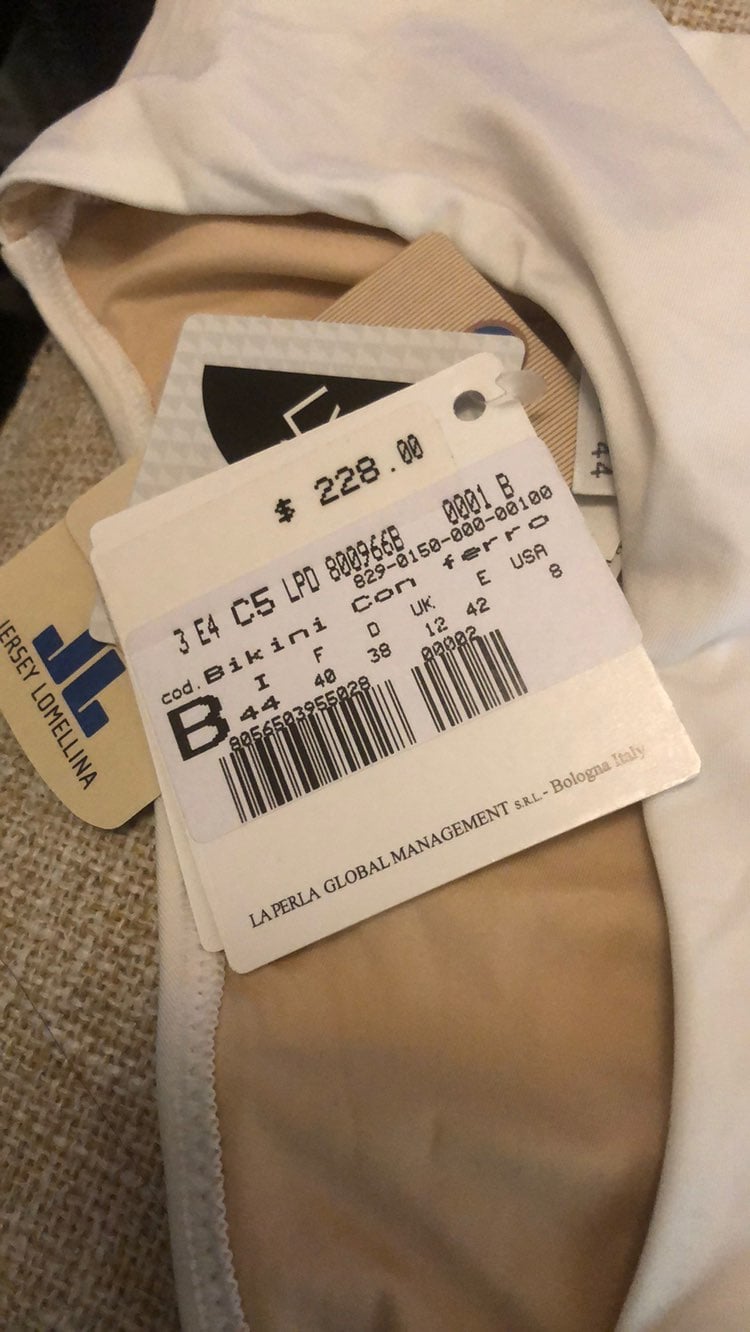 $ 228.00
3 E4 C5 LPD 800966B 0001 B
829-0150-000-00100
cod. Bikini Con ferro
I F D UK E USA
B 44 40 38 12 42 8
8056503955028 00002
LA PERLA GLOBAL MANAGEMENT S.R.L. - Bologna Italy
JL
JERSEY LOMELLINA
44